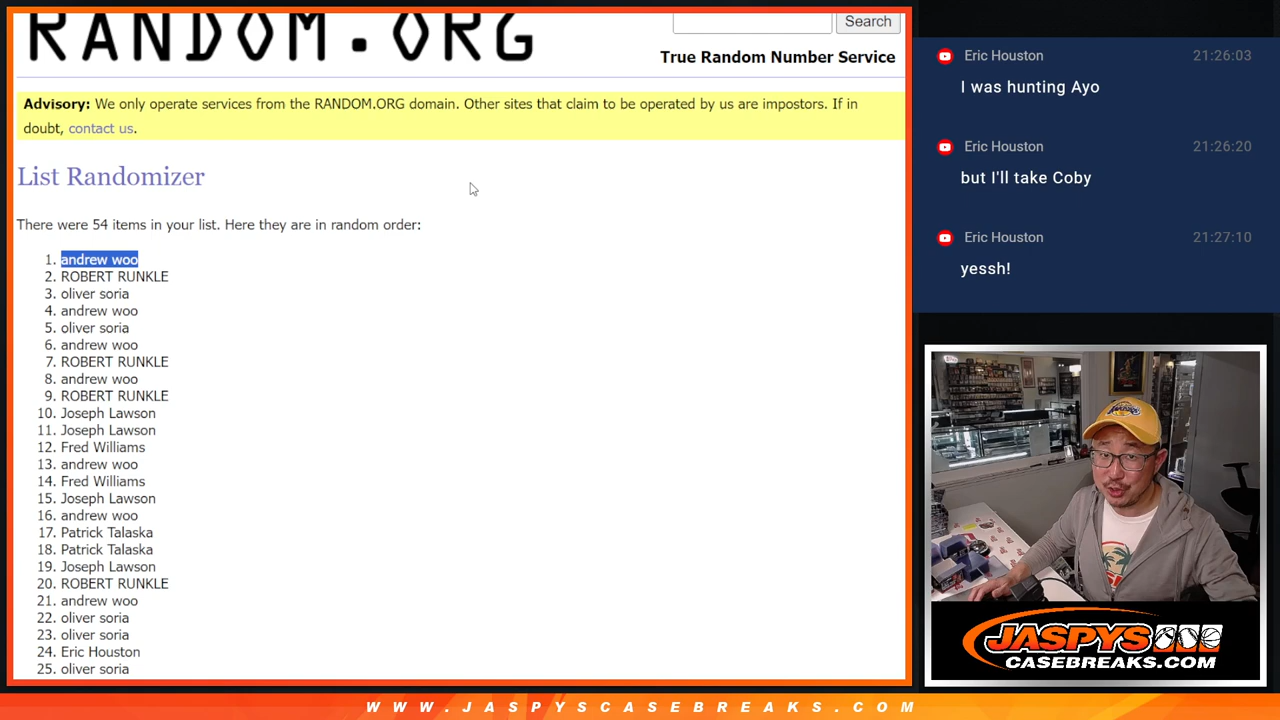 RANDOM.ORG
Search
True Random Number Service
Advisory: We only operate services from the RANDOM.ORG domain. Other sites that claim to be operated by us are impostors. If in
doubt, contact us.
List Randomizer
There were 54 items in your list. Here they are in random order:
1. andrew woo
2. ROBERT RUNKLE
3. oliver soria
4. andrew woo
5. oliver soria
6. andrew woo
7. ROBERT RUNKLE
8. andrew woo
9. ROBERT RUNKLE
10. Joseph Lawson
11. Joseph Lawson
12. Fred Williams
13. andrew woo
14. Fred Williams
15. Joseph Lawson
16. andrew woo
17. Patrick Talaska
18. Patrick Talaska
19. Joseph Lawson
20. ROBERT RUNKLE
21. andrew woo
22. oliver soria
23. oliver soria
24. Eric Houston
25. oliver soria
Eric Houston 21:26:03
I was hunting Ayo
Eric Houston 21:26:20
but I'll take Coby
Eric Houston 21:27:10
yessh!
JASPYS
CASEBREAKS.COM
WWW.JASPYSCASEBREAKS.COM